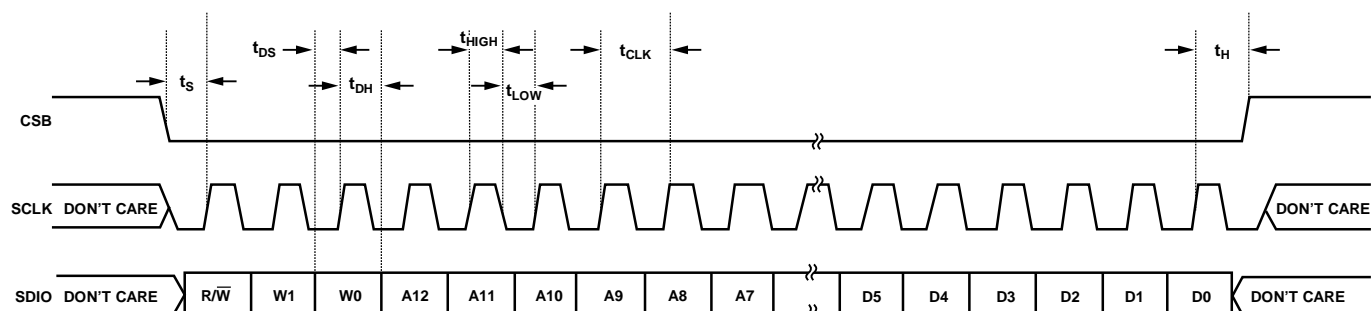 tDS
tHIGH
tCLK
tH
tS
tDH
tLOW
CSB
SCLK DON'T CARE DON'T CARE
SDIO DON'T CARE R/W̅ W1 W0 A12 A11 A10 A9 A8 A7 D5 D4 D3 D2 D1 D0 DON'T CARE